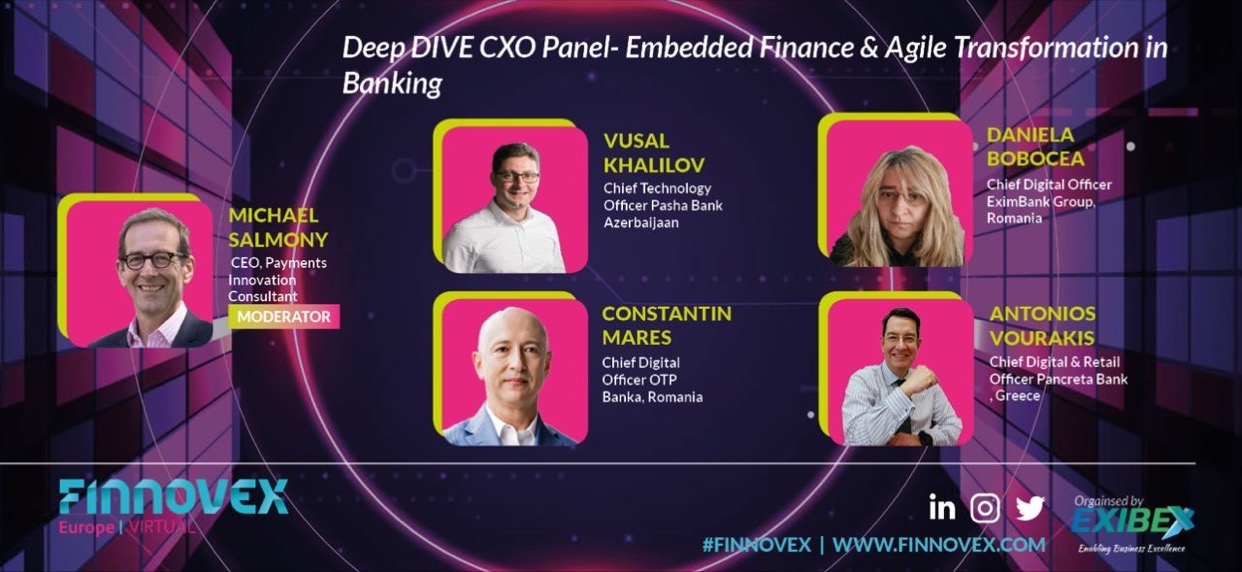 Deep DIVE CXO Panel- Embedded Finance & Agile Transformation in
Banking
MICHAEL
SALMONY
CEO, Payments
Innovation
Consultant
MODERATOR
VUSAL
KHALILOV
Chief Technology
Officer Pasha Bank
Azerbaijaan
DANIELA
BOBOCEA
Chief Digital Officer
EximBank Group,
Romania
CONSTANTIN
MARES
Chief Digital
Officer OTP
Banka, Romania
ANTONIOS
VOURAKIS
Chief Digital & Retail
Officer Pancreta Bank
, Greece
FINNOVEX
Europe | VIRTUAL
in
Orgainsed by
EXIBEX
Enabling Business Excellence
#FINNOVEX | WWW.FINNOVEX.COM